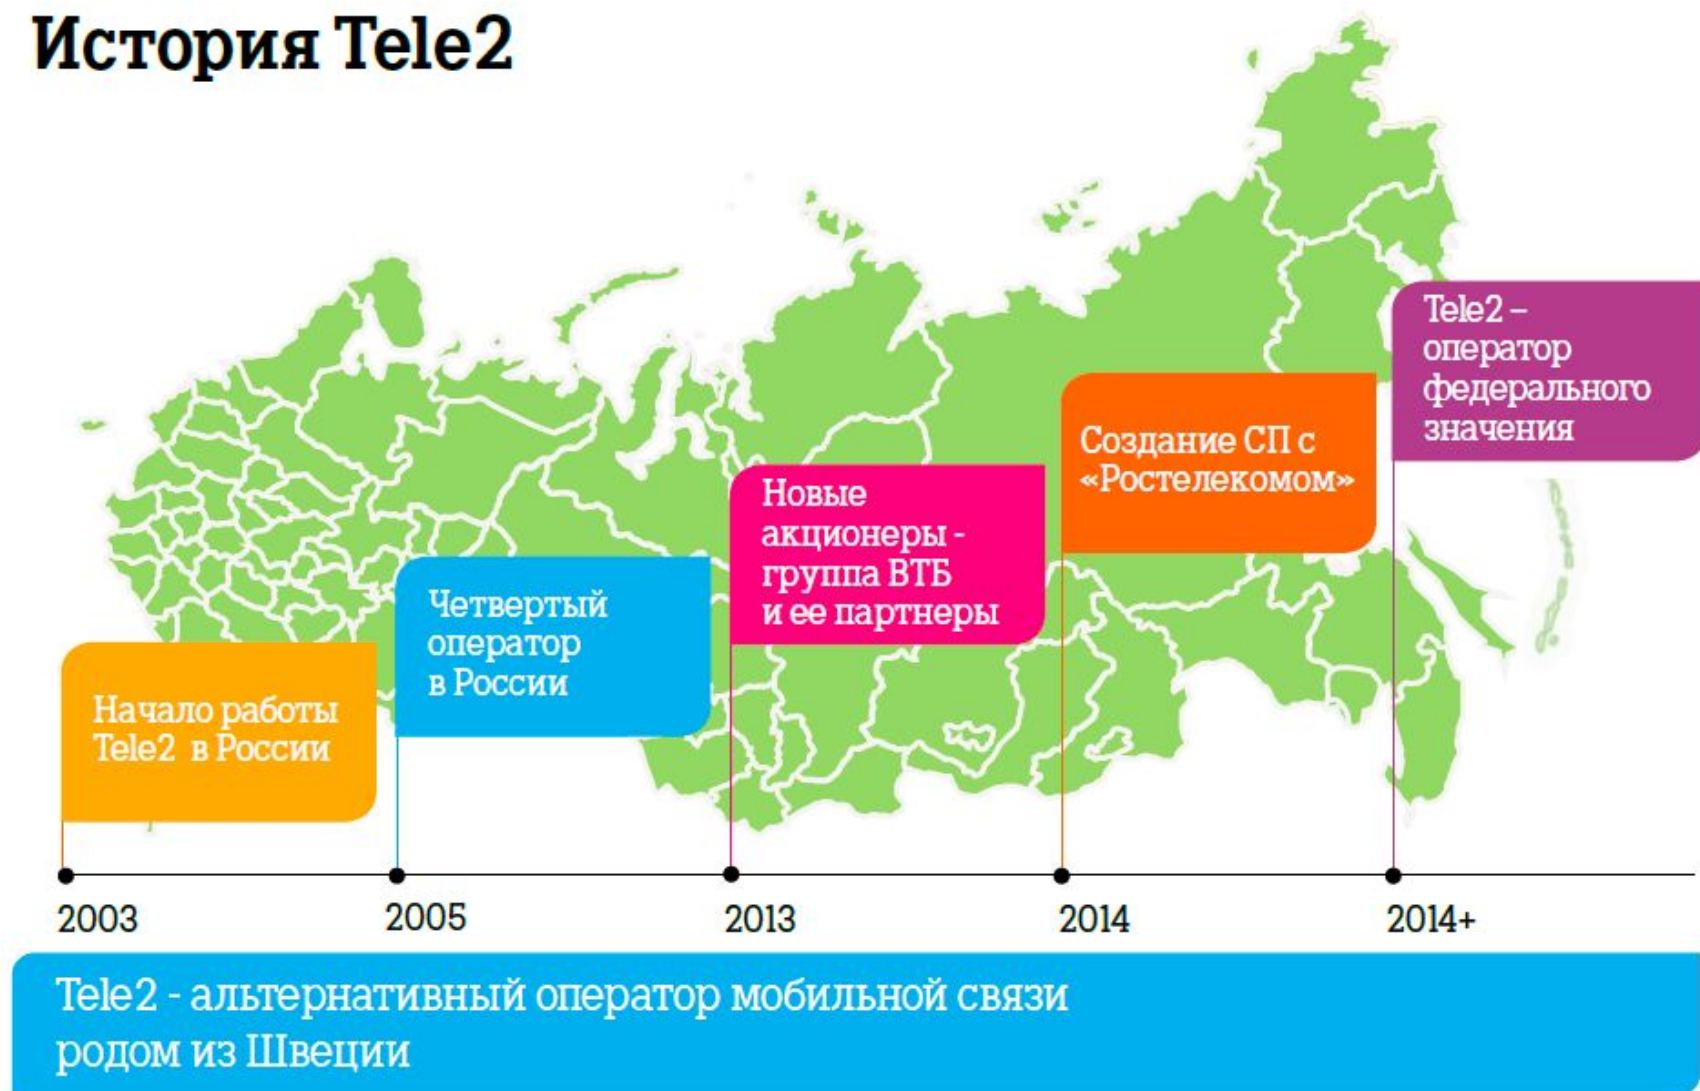 История Tele2
Tele2 –
оператор
федерального
значения
Создание СП с
«Ростелекомом»
Новые
акционеры -
группа ВТБ
и ее партнеры
Четвертый
оператор
в России
Начало работы
Tele2 в России
2003
2005
2013
2014
2014+
Tele2 - альтернативный оператор мобильной связи
родом из Швеции